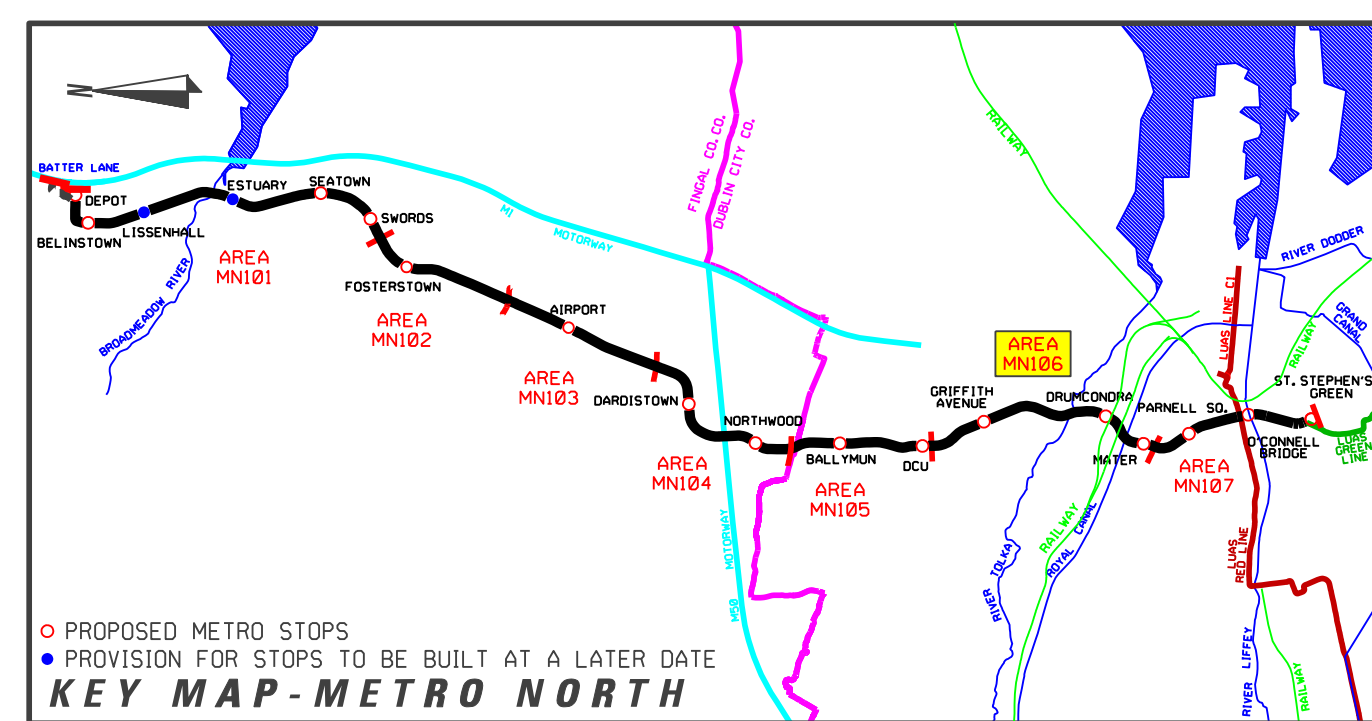 N
BATTER LANE
DEPOT
BELINSTOWN
LISSENHALL
ESTUARY
SEATOWN
SWORDS
BROADMEADOW RIVER
AREA
MN101
FOSTERSTOWN
AREA
MN102
M1
MOTORWAY
AIRPORT
AREA
MN103
DARDISTOWN
FINGAL CO. CO.
DUBLIN CITY CO.
NORTHWOOD
AREA
MN104
MOTORWAY
M50
BALLYMUN
AREA
MN105
DCU
GRIFFITH
AVENUE
AREA
MN106
RAILWAY
DRUMCONDRA
MATER
PARNELL SQ.
AREA
MN107
RIVER TOLKA
RAILWAY
ROYAL CANAL
LUAS LINE C1
RIVER DODDER
GRAND
CANAL
RAILWAY
ST. STEPHEN'S
GREEN
O'CONNELL
BRIDGE
LUAS
GREEN
LINE
LUAS
RED LINE
RIVER LIFFEY
RAILWAY
PROPOSED METRO STOPS
PROVISION FOR STOPS TO BE BUILT AT A LATER DATE
KEY MAP-METRO NORTH